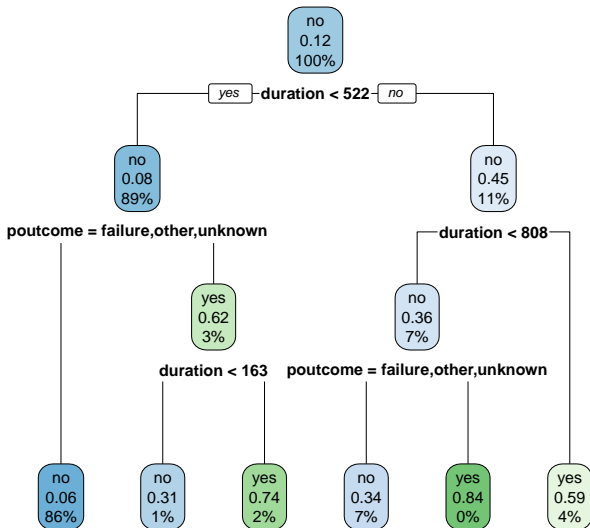 no
0.12
100%
yes duration < 522 no
no
0.08
89%
no
0.45
11%
poutcome = failure,other,unknown
duration < 808
yes
0.62
3%
no
0.36
7%
duration < 163
poutcome = failure,other,unknown
no
0.06
86%
no
0.31
1%
yes
0.74
2%
no
0.34
7%
yes
0.84
0%
yes
0.59
4%